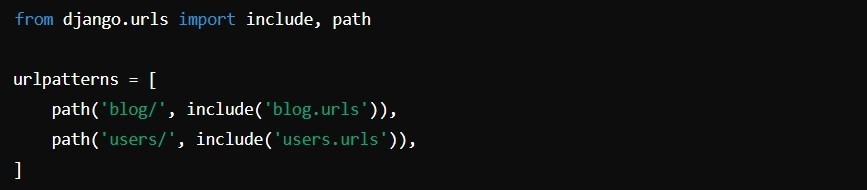 from django.urls import include, path

urlpatterns = [
    path('blog/', include('blog.urls')),
    path('users/', include('users.urls')),
]